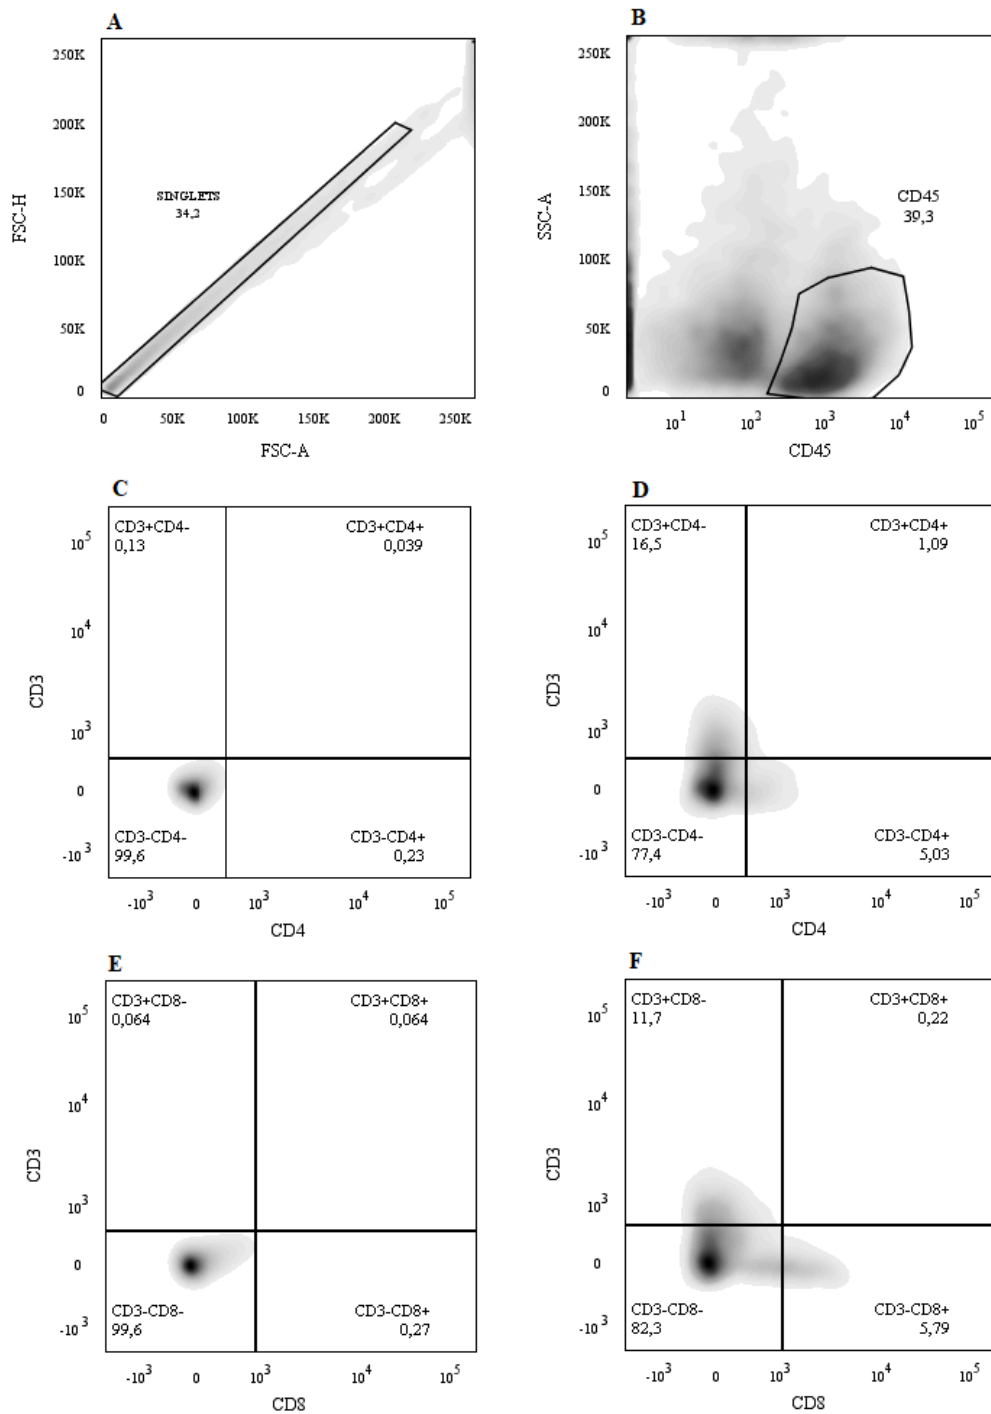 A
250K
200K
150K
100K
50K
0
FSC-H
SINGLETS
34,2
0 50K 100K 150K 200K 250K
FSC-A
B
250K
200K
150K
100K
50K
0
SSC-A
CD45
39,3
10^1 10^2 10^3 10^4 10^5
CD45
C
CD3+CD4- CD3+CD4+
0,13 0,039
10^5
10^4
10^3
0
-10^3
CD3
CD3-CD4- CD3-CD4+
99,6 0,23
-10^3 0 10^3 10^4 10^5
CD4
D
CD3+CD4- CD3+CD4+
16,5 1,09
10^5
10^4
10^3
0
-10^3
CD3
CD3-CD4- CD3-CD4+
77,4 5,03
-10^3 0 10^3 10^4 10^5
CD4
E
CD3+CD8- CD3+CD8+
0,064 0,064
10^5
10^4
10^3
0
-10^3
CD3
CD3-CD8- CD3-CD8+
99,6 0,27
-10^3 0 10^3 10^4 10^5
CD8
F
CD3+CD8- CD3+CD8+
11,7 0,22
10^5
10^4
10^3
0
-10^3
CD3
CD3-CD8- CD3-CD8+
82,3 5,79
-10^3 0 10^3 10^4 10^5
CD8